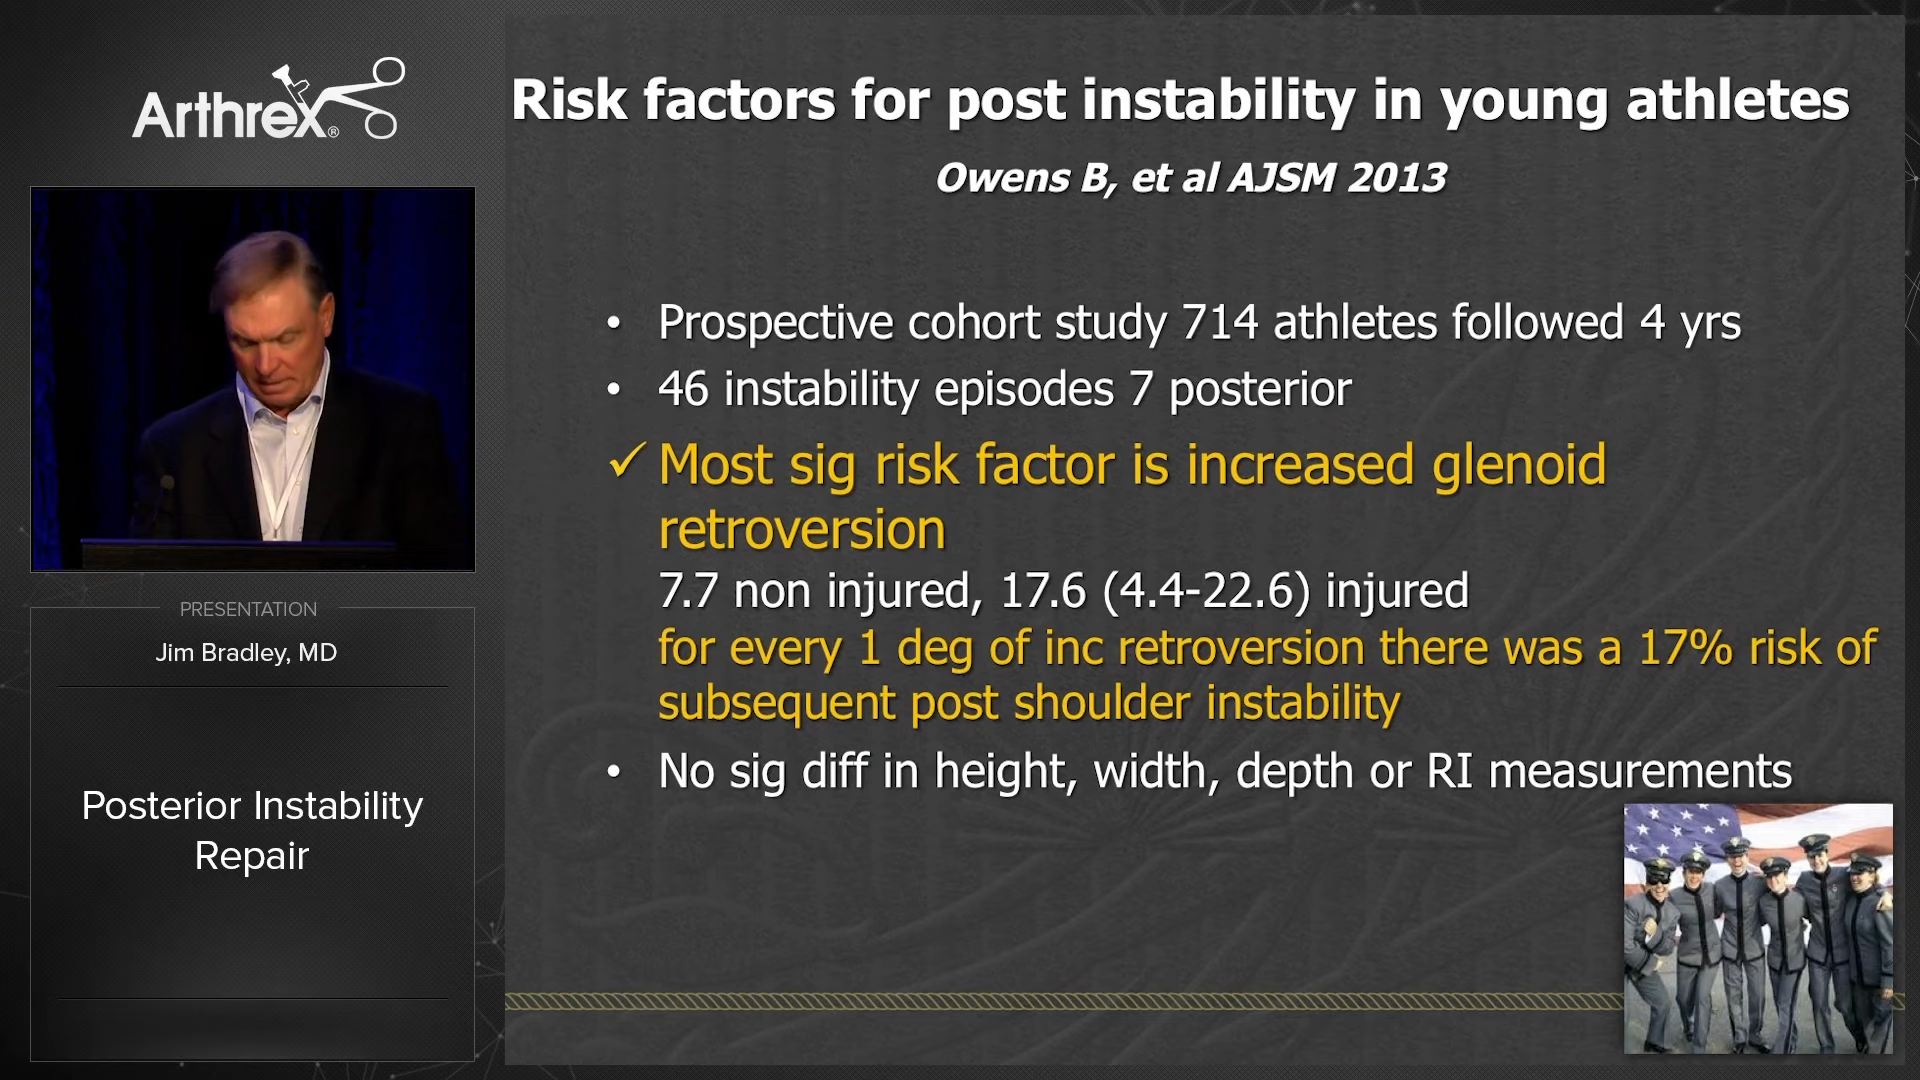 Arthrex®
PRESENTATION
Jim Bradley, MD
Posterior Instability
Repair
Risk factors for post instability in young athletes
Owens B, et al AJSM 2013
• Prospective cohort study 714 athletes followed 4 yrs
• 46 instability episodes 7 posterior
✓ Most sig risk factor is increased glenoid
retroversion
7.7 non injured, 17.6 (4.4-22.6) injured
for every 1 deg of inc retroversion there was a 17% risk of
subsequent post shoulder instability
• No sig diff in height, width, depth or RI measurements